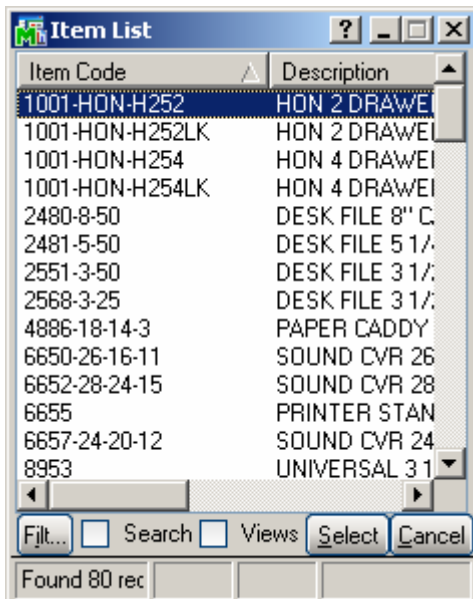 Item List
Item Code Description
1001-HON-H252 HON 2 DRAWE
1001-HON-H252LK HON 2 DRAWE
1001-HON-H254 HON 4 DRAWE
1001-HON-H254LK HON 4 DRAWE
2480-8-50 DESK FILE 8" C
2481-5-50 DESK FILE 5 1/
2551-3-50 DESK FILE 3 1/
2568-3-25 DESK FILE 3 1/
4886-18-14-3 PAPER CADDY
6650-26-16-11 SOUND CVR 26
6652-28-24-15 SOUND CVR 28
6655 PRINTER STAN
6657-24-20-12 SOUND CVR 24
8953 UNIVERSAL 3 1
Filt... Search Views Select Cancel
Found 80 rec